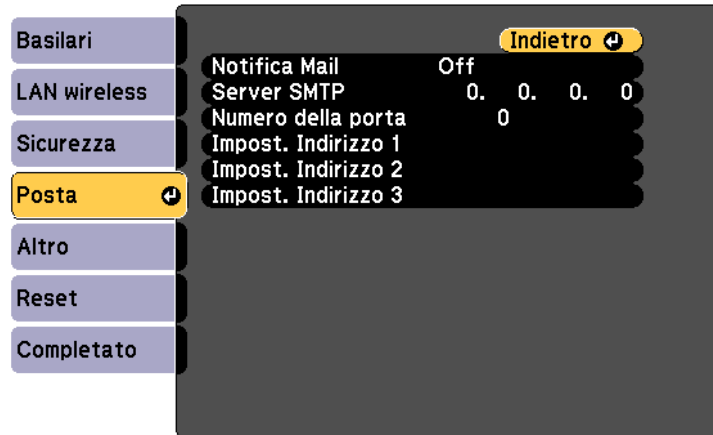 Basilari
LAN wireless
Sicurezza
Posta
Altro
Reset
Completato
Indietro
Notifica Mail Off
Server SMTP 0. 0. 0. 0
Numero della porta 0
Impost. Indirizzo 1
Impost. Indirizzo 2
Impost. Indirizzo 3